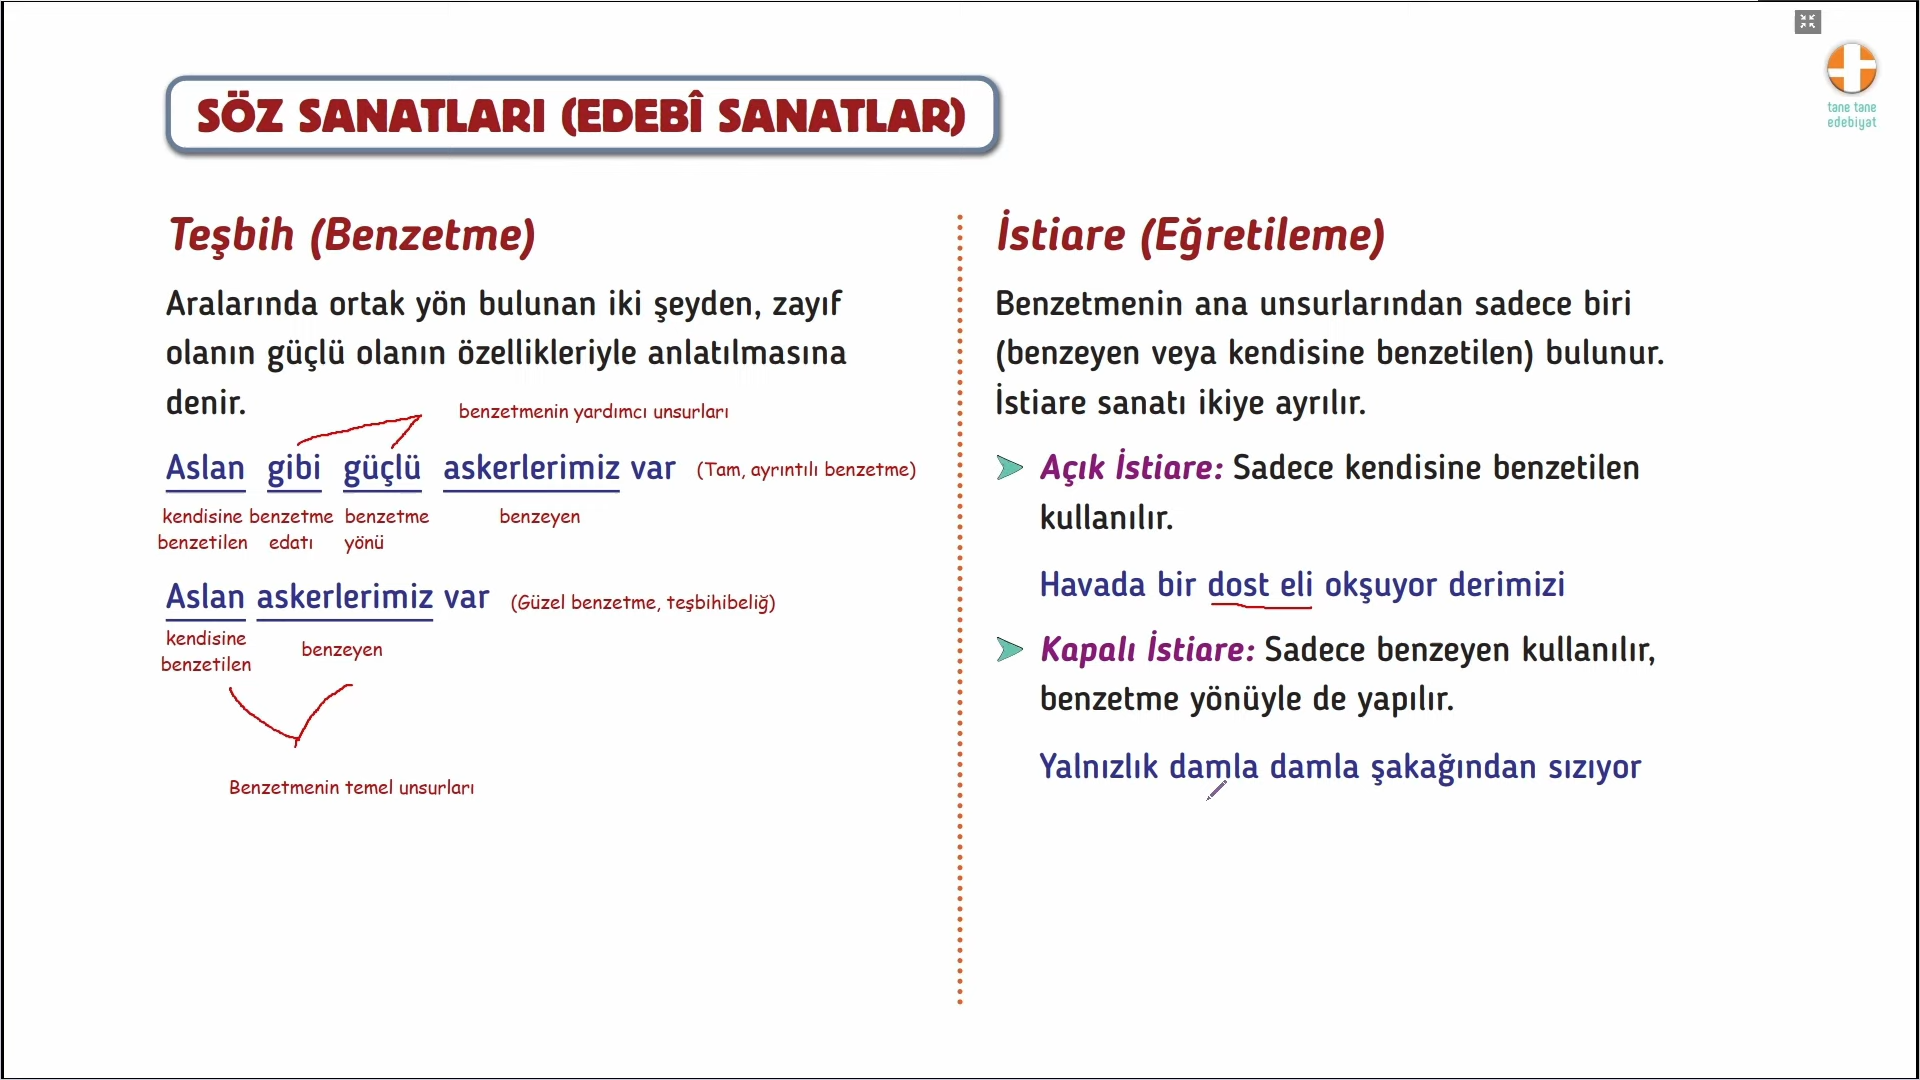 tane tane
edebiyat
SÖZ SANATLARI (EDEBÎ SANATLAR)
Teşbih (Benzetme)
Aralarında ortak yön bulunan iki şeyden, zayıf
olanın güçlü olanın özellikleriyle anlatılmasına
denir.
benzetmenin yardımcı unsurları
Aslan gibi güçlü askerlerimiz var (Tam, ayrıntılı benzetme)
kendisine benzetme benzetme benzeyen
benzetilen edatı yönü
Aslan askerlerimiz var (Güzel benzetme, teşbihibeliğ)
kendisine benzeyen
benzetilen
Benzetmenin temel unsurları
İstiare (Eğretileme)
Benzetmenin ana unsurlarından sadece biri
(benzeyen veya kendisine benzetilen) bulunur.
İstiare sanatı ikiye ayrılır.
Açık İstiare: Sadece kendisine benzetilen
kullanılır.
Havada bir dost eli okşuyor derimizi
Kapalı İstiare: Sadece benzeyen kullanılır,
benzetme yönüyle de yapılır.
Yalnızlık damla damla şakağından sızıyor